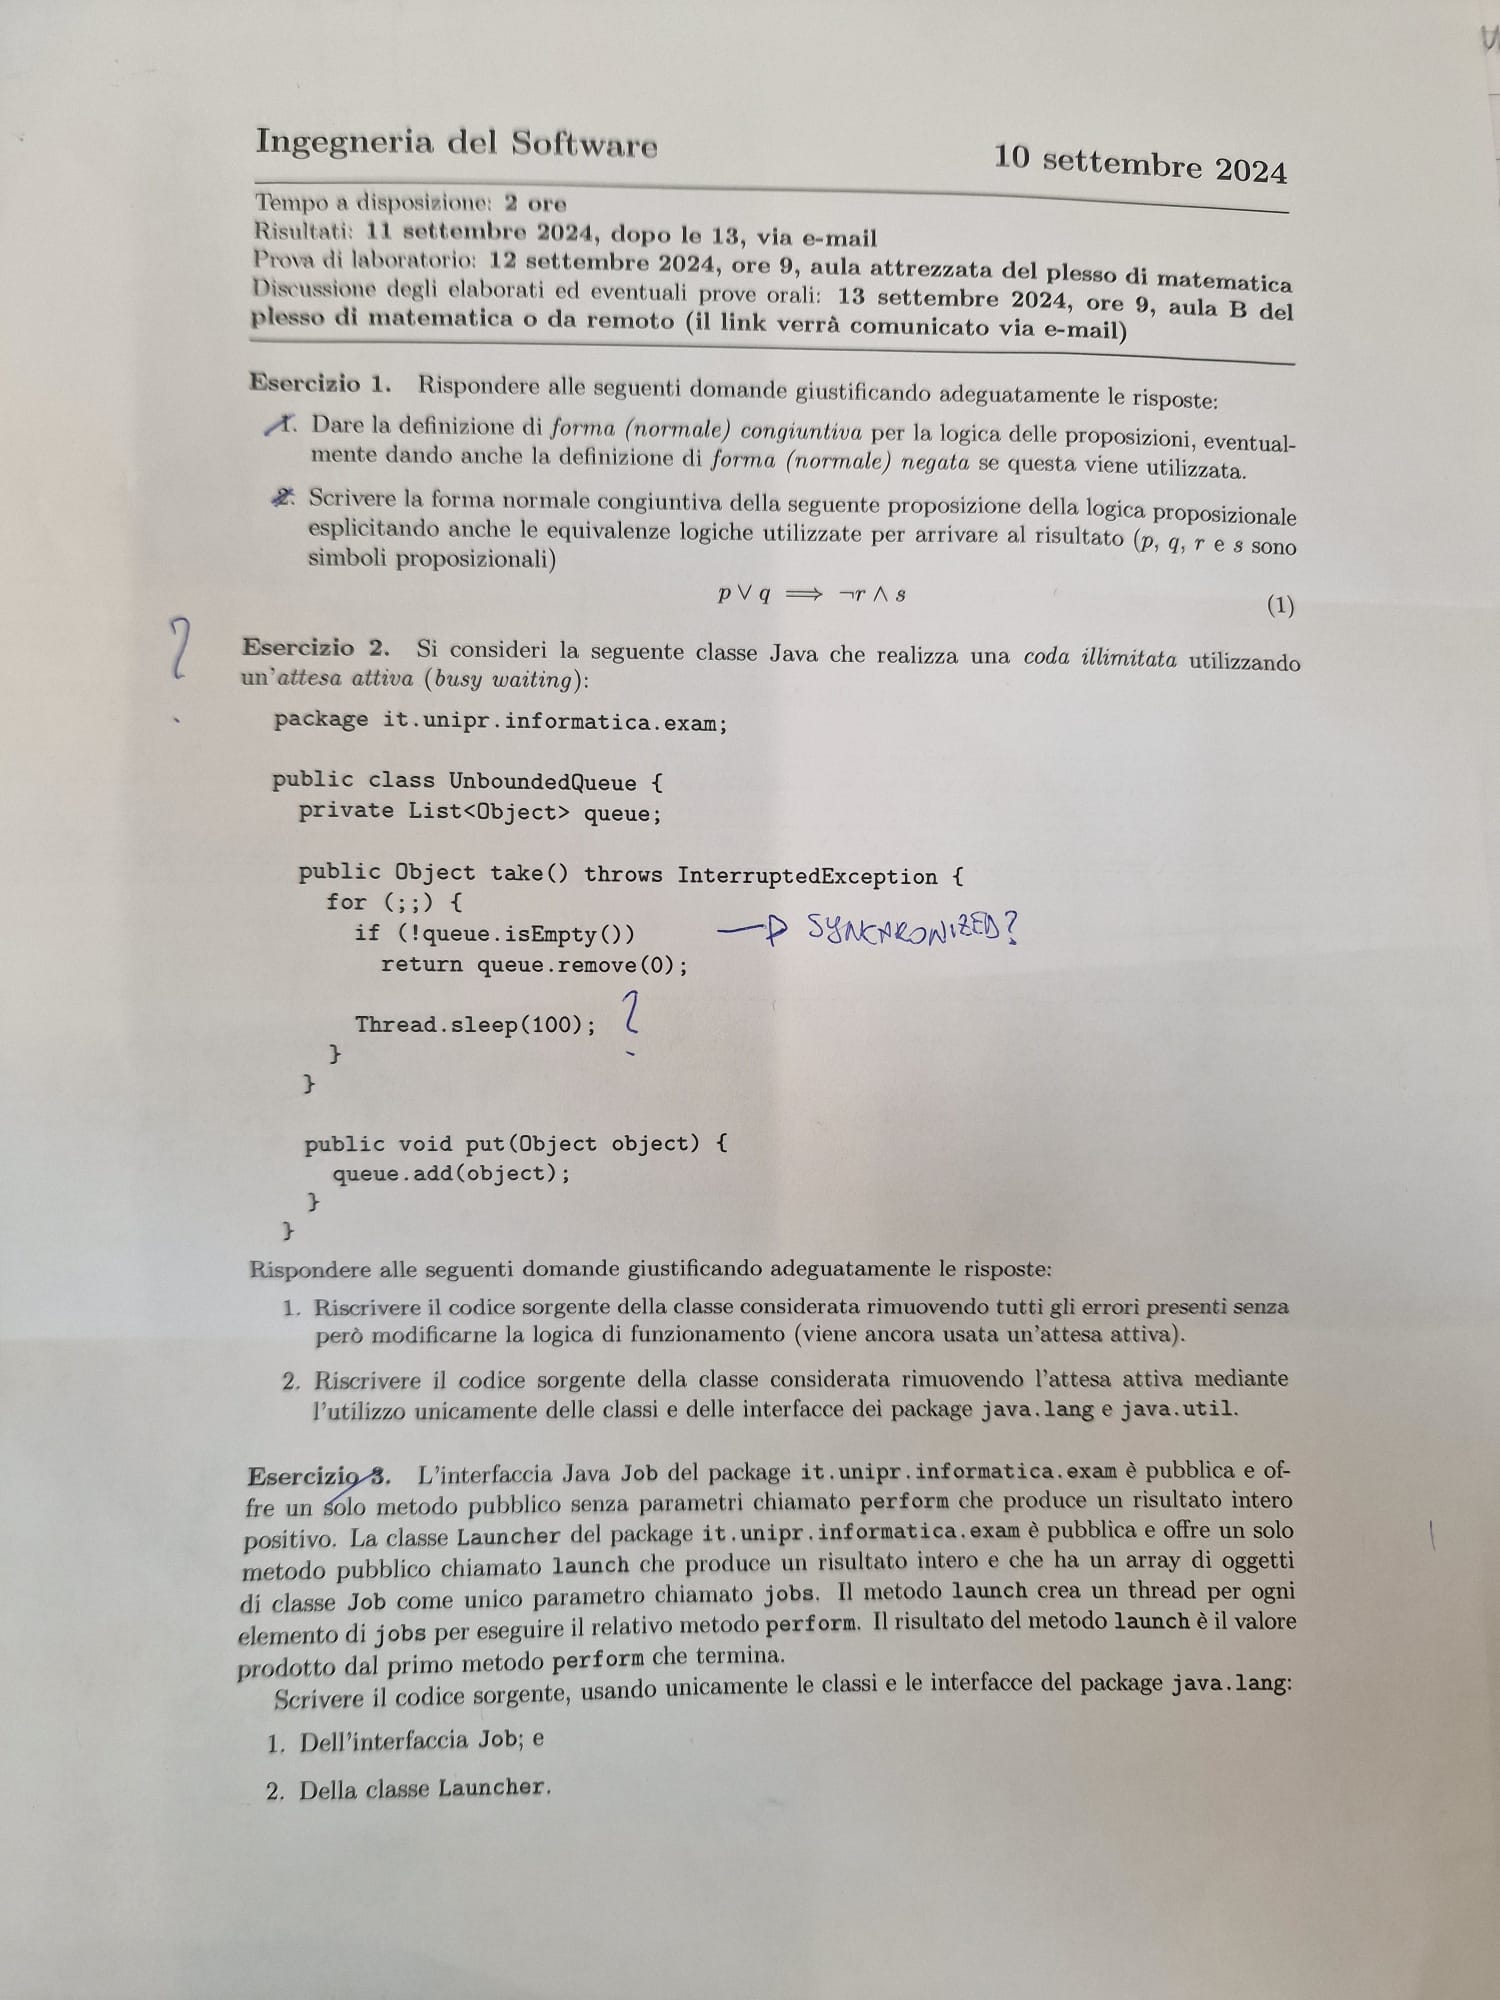 Ingegneria del Software
10 settembre 2024
Tempo a disposizione: 2 ore
Risultati: 11 settembre 2024, dopo le 13, via e-mail
Prova di laboratorio: 12 settembre 2024, ore 9, aula attrezzata del plesso di matematica
Discussione degli elaborati ed eventuali prove orali: 13 settembre 2024, ore 9, aula B del
plesso di matematica o da remoto (il link verrà comunicato via e-mail)
Esercizio 1. Rispondere alle seguenti domande giustificando adeguatamente le risposte:
1. Dare la definizione di forma (normale) congiuntiva per la logica delle proposizioni, eventual-
mente dando anche la definizione di forma (normale) negata se questa viene utilizzata.
2. Scrivere la forma normale congiuntiva della seguente proposizione della logica proposizionale
esplicitando anche le equivalenze logiche utilizzate per arrivare al risultato (p, q, r e s sono
simboli proposizionali)
p ∨ q ⟹ ¬r ∧ s (1)
?
Esercizio 2. Si consideri la seguente classe Java che realizza una coda illimitata utilizzando
un'attesa attiva (busy waiting):
package it.unipr.informatica.exam;
public class UnboundedQueue {
private List<Object> queue;
public Object take() throws InterruptedException {
for (;;) {
if (!queue.isEmpty()) → SYNCHRONIZED?
return queue.remove(0);
Thread.sleep(100); ?
}
}
public void put(Object object) {
queue.add(object);
}
}
Rispondere alle seguenti domande giustificando adeguatamente le risposte:
1. Riscrivere il codice sorgente della classe considerata rimuovendo tutti gli errori presenti senza
però modificarne la logica di funzionamento (viene ancora usata un'attesa attiva).
2. Riscrivere il codice sorgente della classe considerata rimuovendo l'attesa attiva mediante
l'utilizzo unicamente delle classi e delle interfacce dei package java.lang e java.util.
Esercizio 3. L'interfaccia Java Job del package it.unipr.informatica.exam è pubblica e of-
fre un solo metodo pubblico senza parametri chiamato perform che produce un risultato intero
positivo. La classe Launcher del package it.unipr.informatica.exam è pubblica e offre un solo
metodo pubblico chiamato launch che produce un risultato intero e che ha un array di oggetti
di classe Job come unico parametro chiamato jobs. Il metodo launch crea un thread per ogni
elemento di jobs per eseguire il relativo metodo perform. Il risultato del metodo launch è il valore
prodotto dal primo metodo perform che termina.
Scrivere il codice sorgente, usando unicamente le classi e le interfacce del package java.lang:
1. Dell'interfaccia Job; e
2. Della classe Launcher.